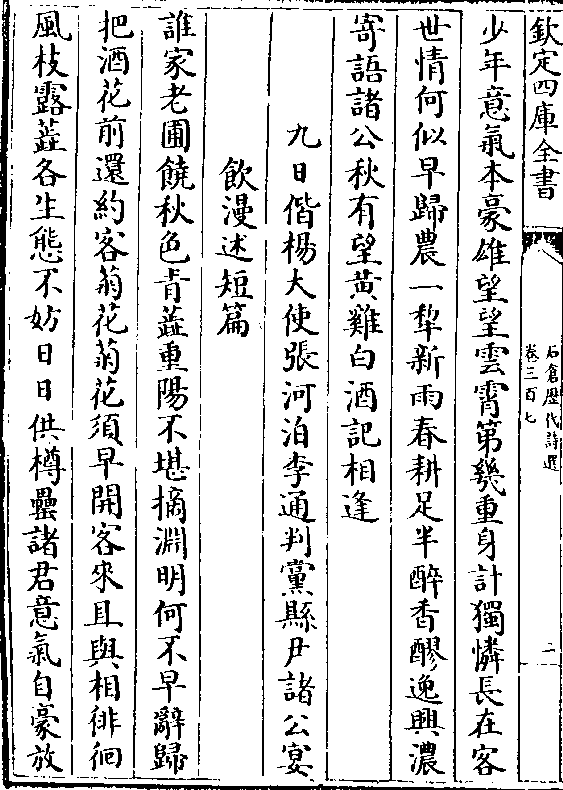 欽定四庫全書
石倉歷代詩選
卷三百七
二
少年意氣本豪雄望望雲霄第幾重身計獨憐長在客
世情何似早歸農一犂新雨春耕足半醉香醪逸興濃
寄語諸公秋有望黄雞白酒記相逢
九日偕楊大使張河泊李通判黨縣尹諸公宴
飲漫述短篇
誰家老圃饒秋色青蘂重陽不堪摘淵明何不早辭歸
把酒花前還約客菊花菊花須早開客來且與相徘徊
風枝露蘂各生態不妨日日供樽罍諸君意氣自豪放